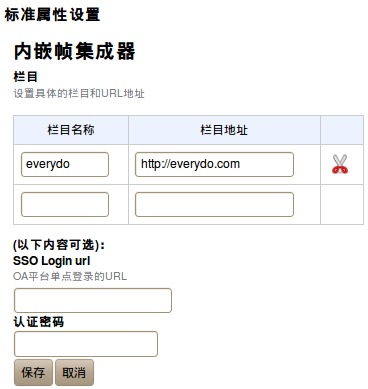 标准属性设置
内嵌帧集成器
栏目
设置具体的栏目和URL地址
栏目名称 栏目地址
everydo http://everydo.com
(以下内容可选)：
SSO Login url
OA平台单点登录的URL
认证密码
保存 取消